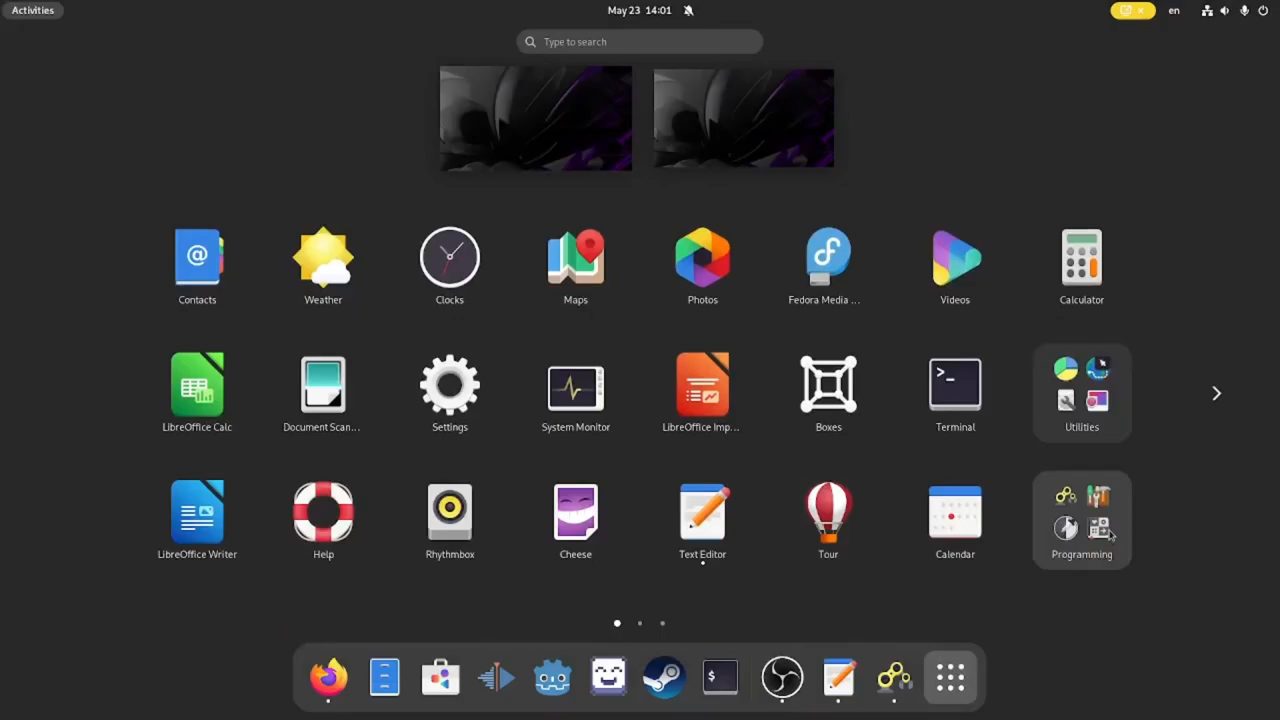 Activities
May 23 14:01
en
Type to search
Contacts
Weather
Clocks
Maps
Photos
Fedora Media ...
Videos
Calculator
LibreOffice Calc
Document Scan...
Settings
System Monitor
LibreOffice Imp...
Boxes
Terminal
Utilities
LibreOffice Writer
Help
Rhythmbox
Cheese
Text Editor
Tour
Calendar
Programming